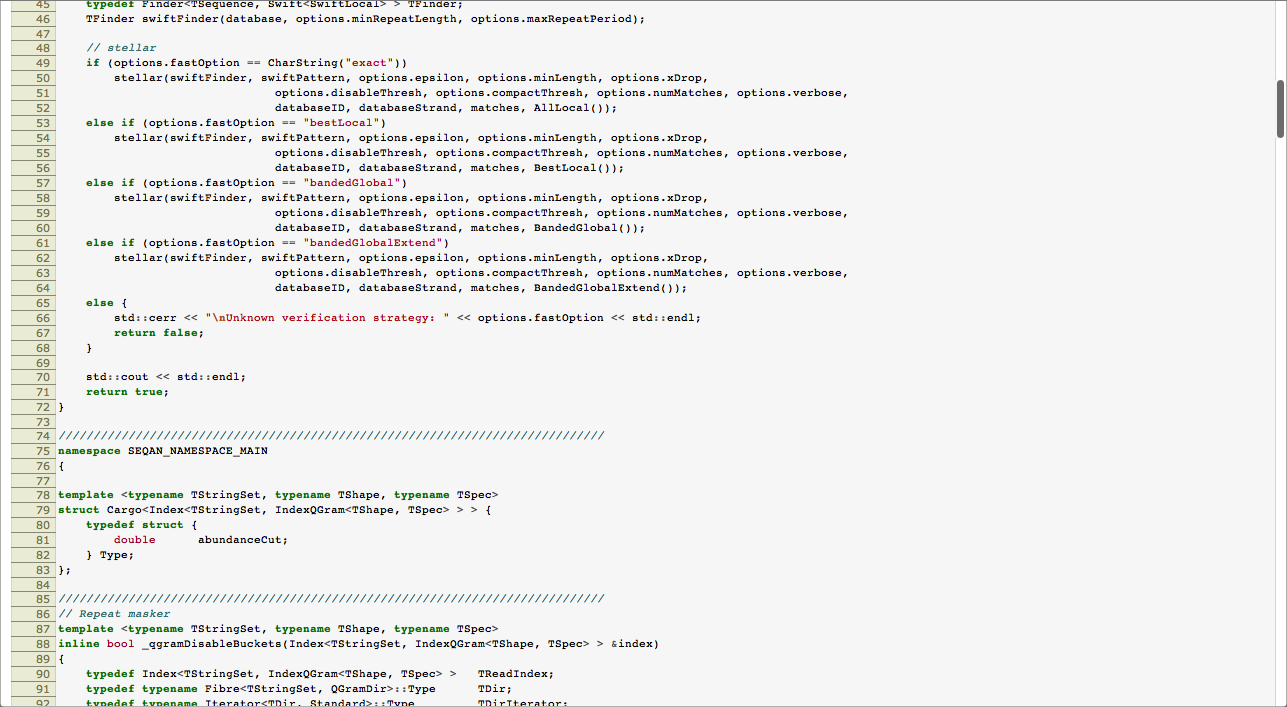 45     typedef Finder<TSequence, Swift<SwiftLocal> > TFinder;
46     TFinder swiftFinder(database, options.minRepeatLength, options.maxRepeatPeriod);
47
48     // stellar
49     if (options.fastOption == CharString("exact"))
50         stellar(swiftFinder, swiftPattern, options.epsilon, options.minLength, options.xDrop,
51                                options.disableThresh, options.compactThresh, options.numMatches, options.verbose,
52                                databaseID, databaseStrand, matches, AllLocal());
53     else if (options.fastOption == "bestLocal")
54         stellar(swiftFinder, swiftPattern, options.epsilon, options.minLength, options.xDrop,
55                                options.disableThresh, options.compactThresh, options.numMatches, options.verbose,
56                                databaseID, databaseStrand, matches, BestLocal());
57     else if (options.fastOption == "bandedGlobal")
58         stellar(swiftFinder, swiftPattern, options.epsilon, options.minLength, options.xDrop,
59                                options.disableThresh, options.compactThresh, options.numMatches, options.verbose,
60                                databaseID, databaseStrand, matches, BandedGlobal());
61     else if (options.fastOption == "bandedGlobalExtend")
62         stellar(swiftFinder, swiftPattern, options.epsilon, options.minLength, options.xDrop,
63                                options.disableThresh, options.compactThresh, options.numMatches, options.verbose,
64                                databaseID, databaseStrand, matches, BandedGlobalExtend());
65     else {
66         std::cerr << "\nUnknown verification strategy: " << options.fastOption << std::endl;
67         return false;
68     }
69
70     std::cout << std::endl;
71     return true;
72 }
73
74 //////////////////////////////////////////////////////////////////////////////
75 namespace SEQAN_NAMESPACE_MAIN
76 {
77
78 template <typename TStringSet, typename TShape, typename TSpec>
79 struct Cargo<Index<TStringSet, IndexQGram<TShape, TSpec> > > {
80     typedef struct {
81         double      abundanceCut;
82     } Type;
83 };
84
85 //////////////////////////////////////////////////////////////////////////////
86 // Repeat masker
87 template <typename TStringSet, typename TShape, typename TSpec>
88 inline bool _qgramDisableBuckets(Index<TStringSet, IndexQGram<TShape, TSpec> > &index)
89 {
90     typedef Index<TStringSet, IndexQGram<TShape, TSpec> >   TReadIndex;
91     typedef typename Fibre<TStringSet, QGramDir>::Type      TDir;
92     typedef typename Iterator<TDir, Standard>::Type         TDirIterator;